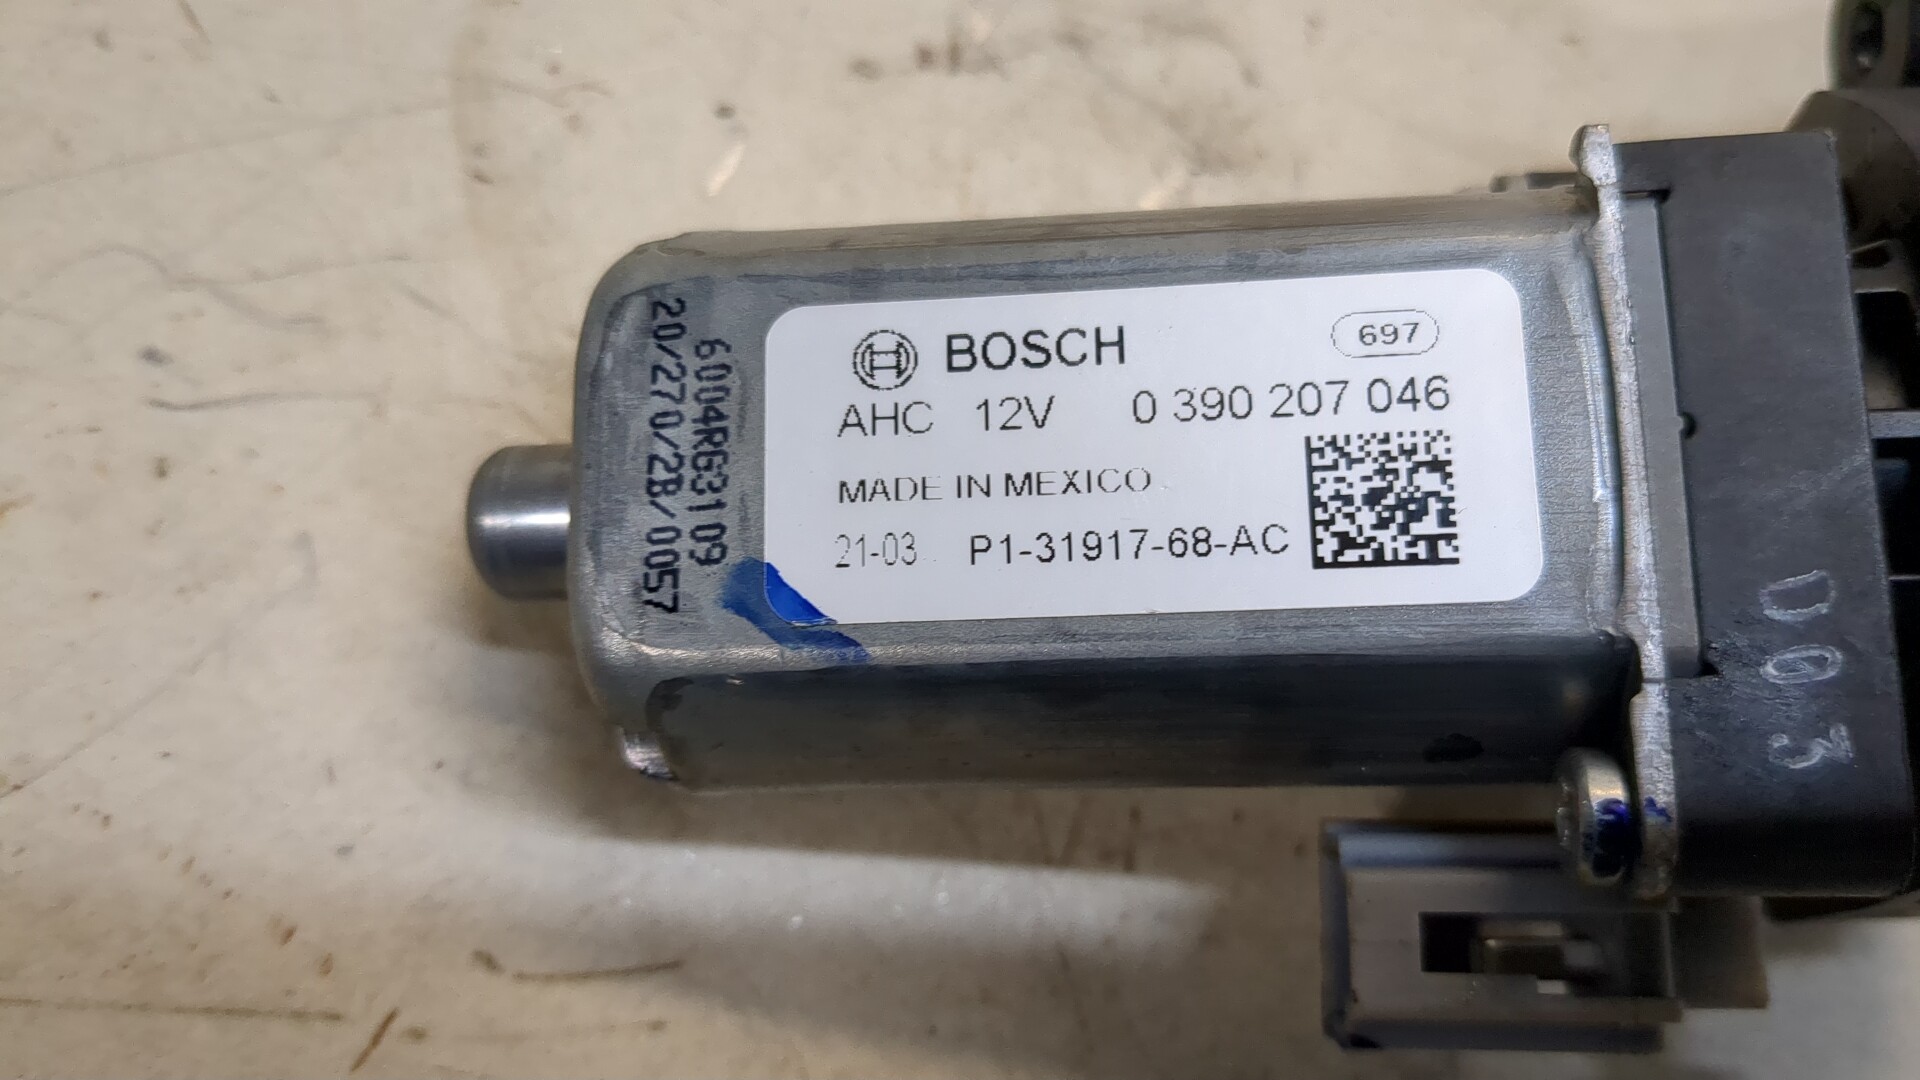 BOSCH 697
AHC 12V 0 390 207 046
MADE IN MEXICO
21-03 P1-31917-68-AC
6004RG3109
20/270/2B/0057